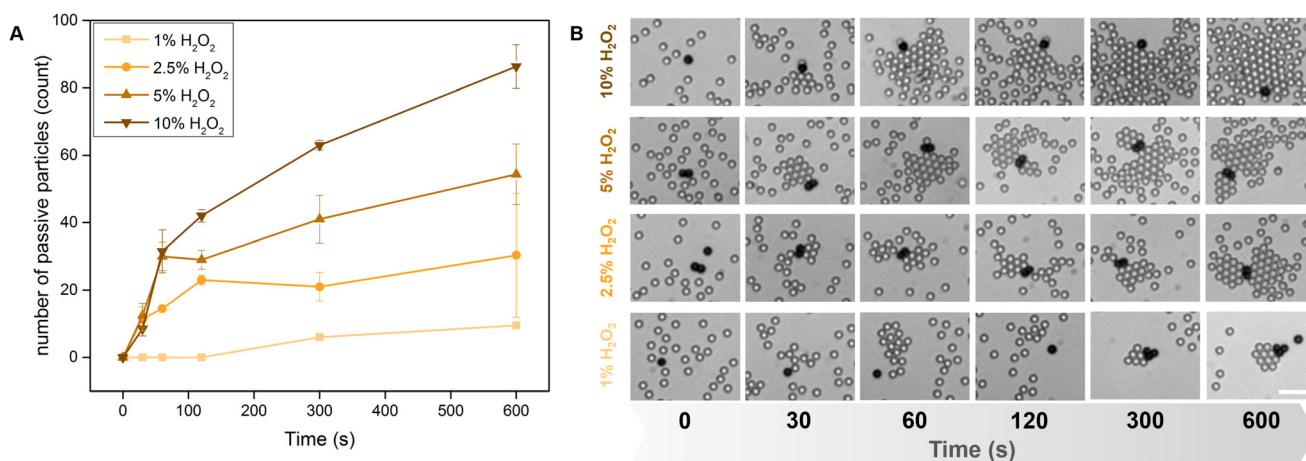 A
number of passive particles (count)
100
80
60
40
20
0
1% H₂O₂
2.5% H₂O₂
5% H₂O₂
10% H₂O₂
0 100 200 300 400 500 600
Time (s)
B
10% H₂O₂
5% H₂O₂
2.5% H₂O₂
1% H₂O₂
0 30 60 120 300 600
Time (s)